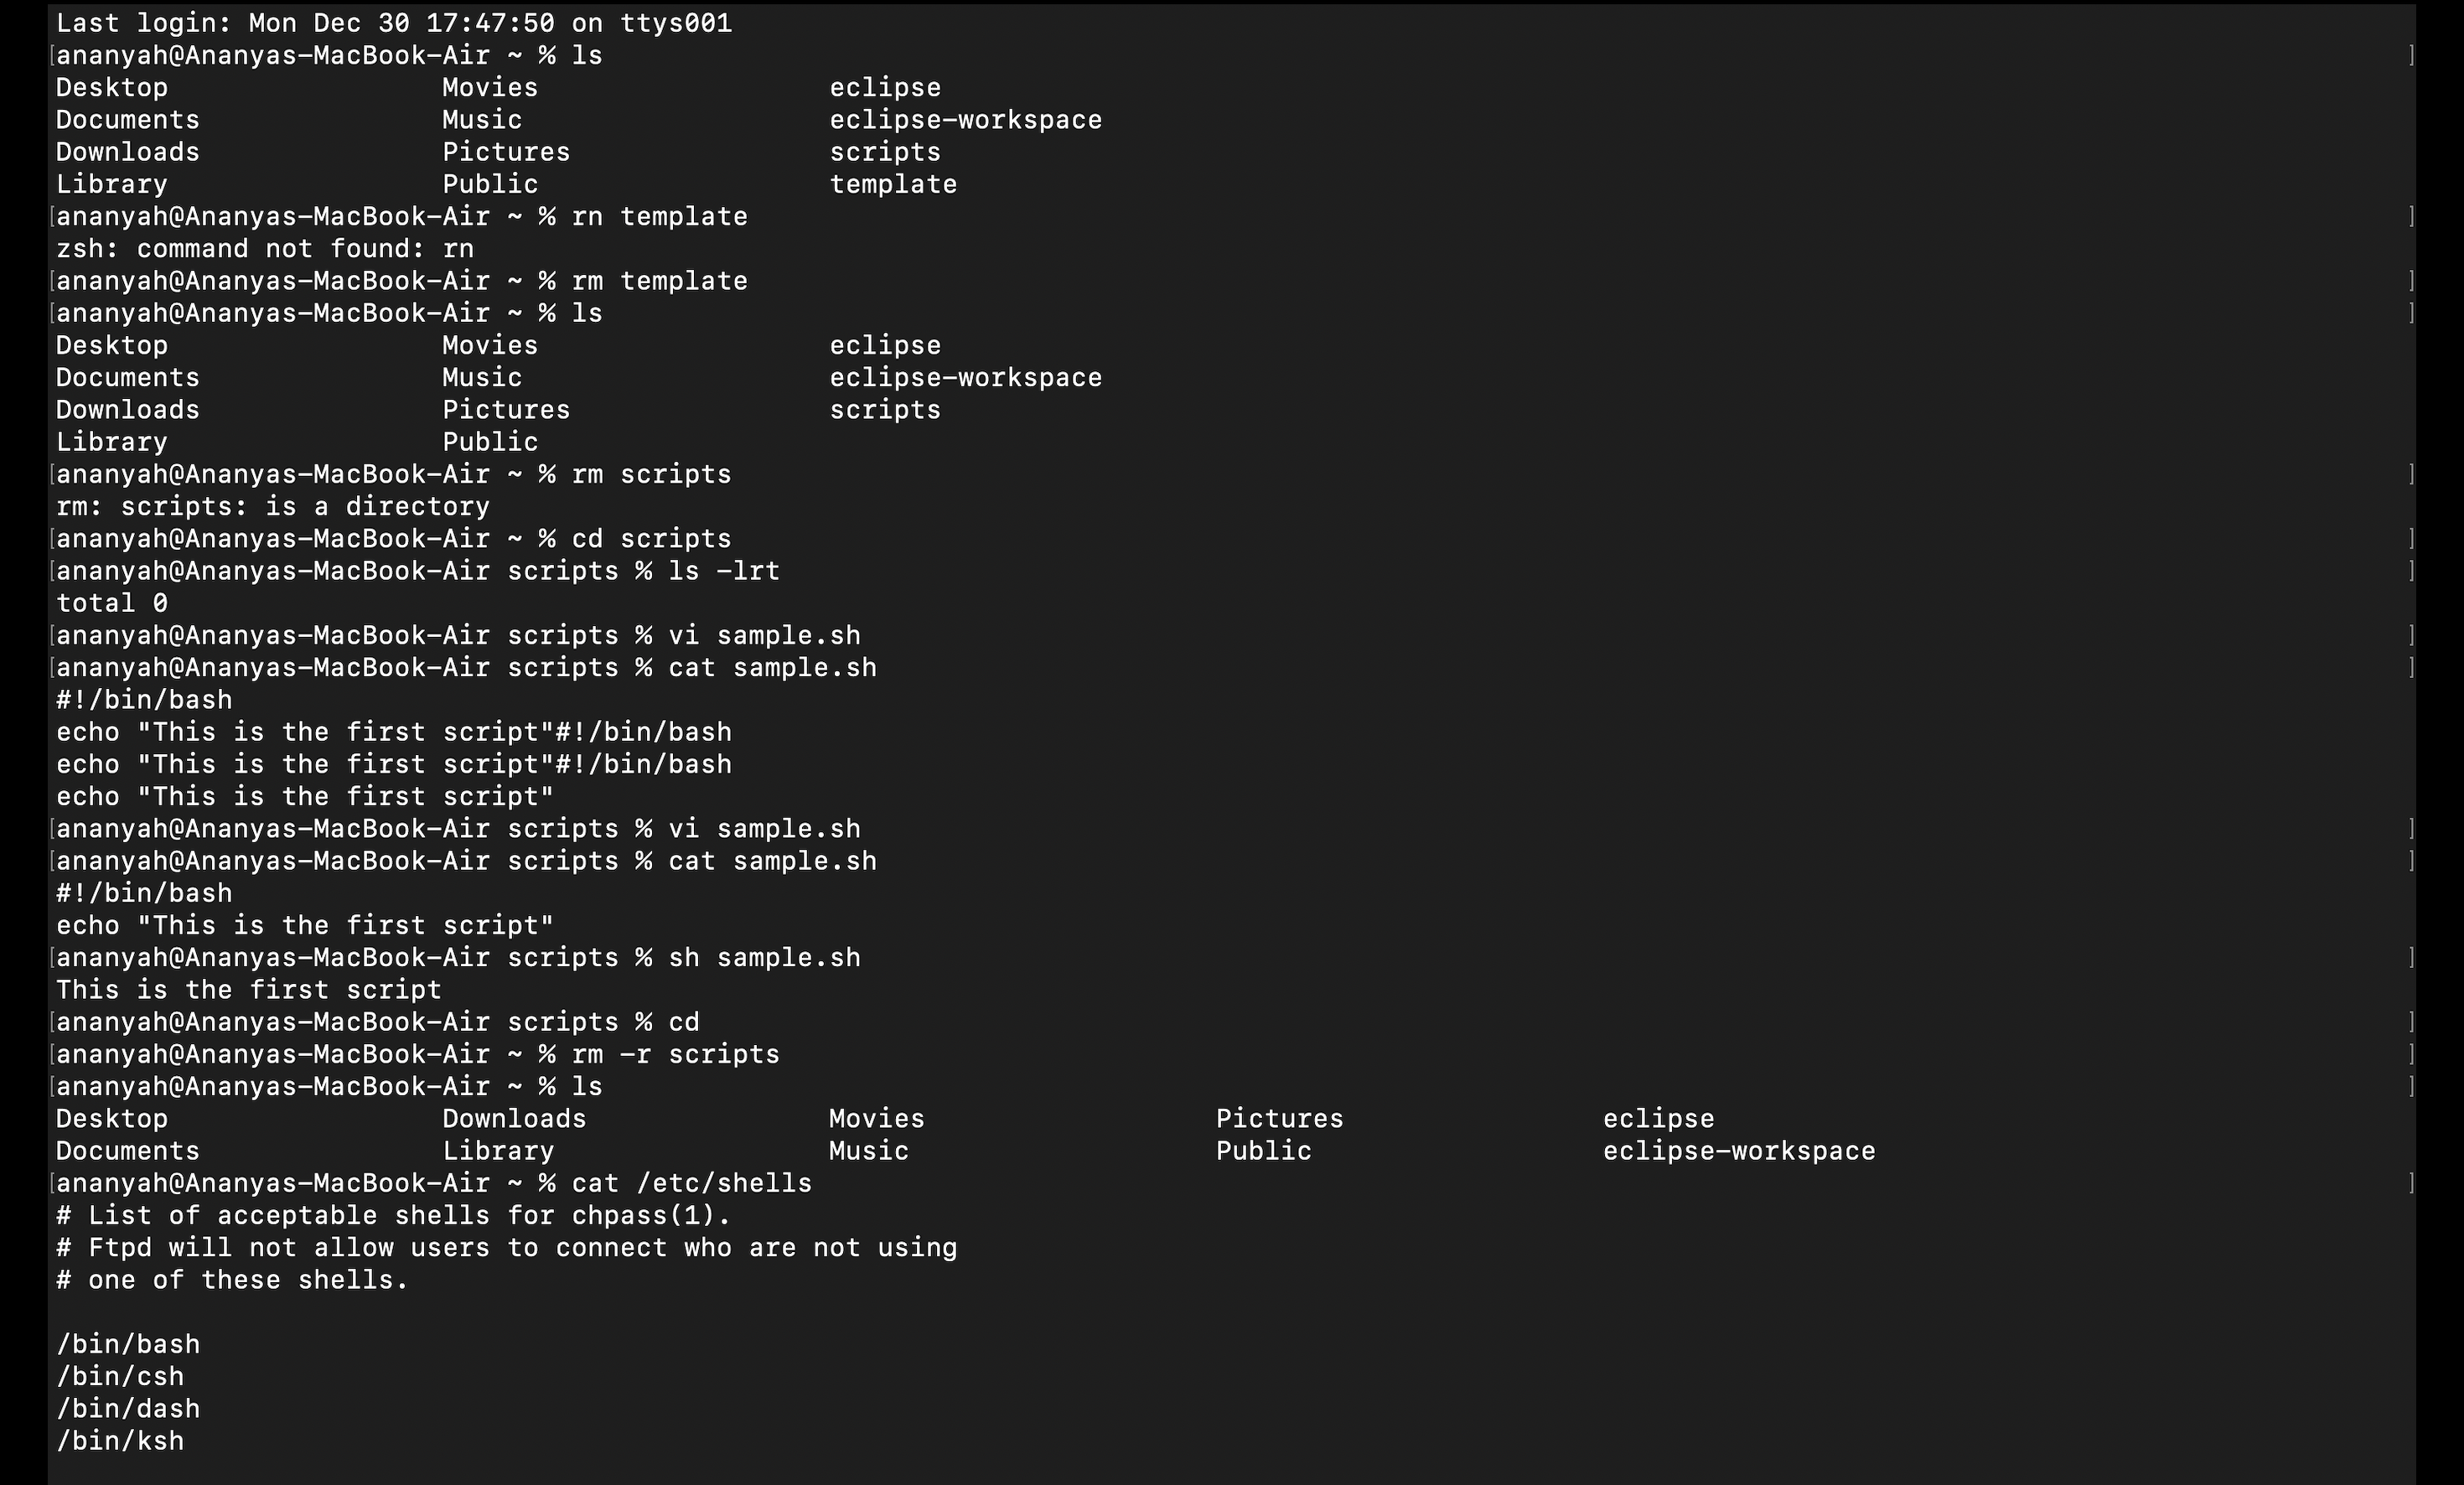 Last login: Mon Dec 30 17:47:50 on ttys001
[ananyah@Ananyas-MacBook-Air ~ % ls ]
Desktop Movies eclipse
Documents Music eclipse-workspace
Downloads Pictures scripts
Library Public template
[ananyah@Ananyas-MacBook-Air ~ % rn template ]
zsh: command not found: rn
[ananyah@Ananyas-MacBook-Air ~ % rm template ]
[ananyah@Ananyas-MacBook-Air ~ % ls ]
Desktop Movies eclipse
Documents Music eclipse-workspace
Downloads Pictures scripts
Library Public
[ananyah@Ananyas-MacBook-Air ~ % rm scripts ]
rm: scripts: is a directory
[ananyah@Ananyas-MacBook-Air ~ % cd scripts ]
[ananyah@Ananyas-MacBook-Air scripts % ls -lrt ]
total 0
[ananyah@Ananyas-MacBook-Air scripts % vi sample.sh ]
[ananyah@Ananyas-MacBook-Air scripts % cat sample.sh ]
#!/bin/bash
echo "This is the first script"#!/bin/bash
echo "This is the first script"#!/bin/bash
echo "This is the first script"
[ananyah@Ananyas-MacBook-Air scripts % vi sample.sh ]
[ananyah@Ananyas-MacBook-Air scripts % cat sample.sh ]
#!/bin/bash
echo "This is the first script"
[ananyah@Ananyas-MacBook-Air scripts % sh sample.sh ]
This is the first script
[ananyah@Ananyas-MacBook-Air scripts % cd ]
[ananyah@Ananyas-MacBook-Air ~ % rm -r scripts ]
[ananyah@Ananyas-MacBook-Air ~ % ls ]
Desktop Downloads Movies Pictures eclipse
Documents Library Music Public eclipse-workspace
[ananyah@Ananyas-MacBook-Air ~ % cat /etc/shells ]
# List of acceptable shells for chpass(1).
# Ftpd will not allow users to connect who are not using
# one of these shells.

/bin/bash
/bin/csh
/bin/dash
/bin/ksh